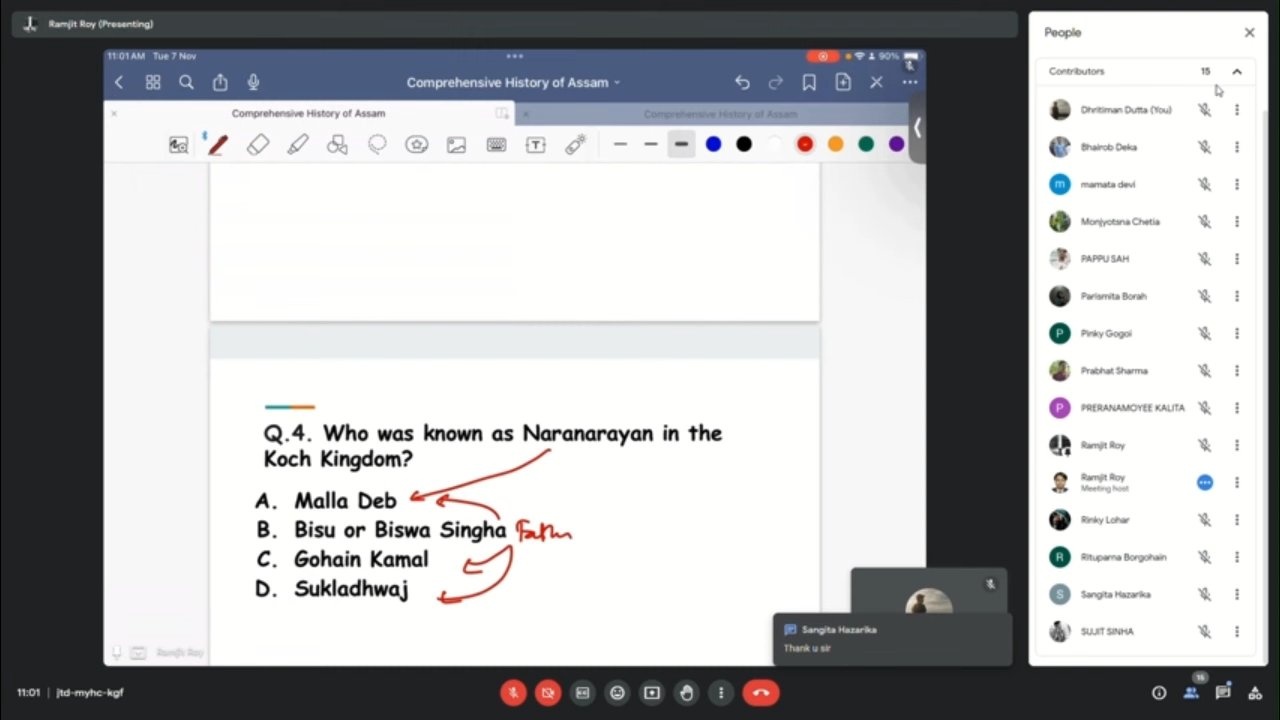 Ramjit Roy (Presenting)
11:01 AM Tue 7 Nov
90%
Comprehensive History of Assam
Comprehensive History of Assam
Comprehensive History of Assam
Q.4. Who was known as Naranarayan in the
Koch Kingdom?
A. Malla Deb
B. Bisu or Biswa Singha
C. Gohain Kamal
D. Sukladhwaj
Ramjit Roy
Sangita Hazarika
Thank u sir
People
Contributors 15
Dhritiman Dutta (You)
Bhairob Deka
m mamata devi
Monjyotsna Chetia
PAPPU SAH
Parismita Borah
P Pinky Gogoi
Prabhat Sharma
P PRERANAMOYEE KALITA
Ramjit Roy
Ramjit Roy
Meeting host
Rinky Lohar
R Rituparna Borgohain
S Sangita Hazarika
SUJIT SINHA
11:01 | jtd-myhc-kgf
15